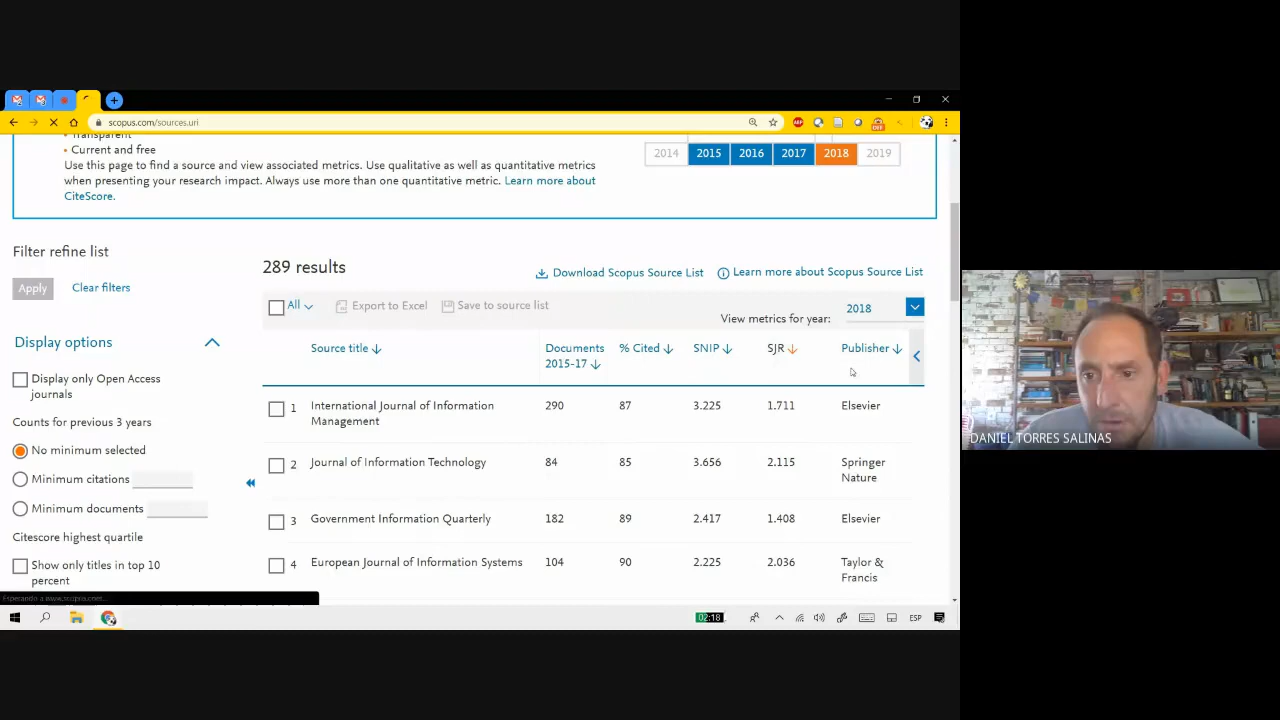 scopus.com/sources.uri
Transparent
Current and free
Use this page to find a source and view associated metrics. Use qualitative as well as quantitative metrics
when presenting your research impact. Always use more than one quantitative metric. Learn more about
CiteScore.
2014 2015 2016 2017 2018 2019
Filter refine list
Apply Clear filters
Display options
Display only Open Access
journals
Counts for previous 3 years
No minimum selected
Minimum citations
Minimum documents
Citescore highest quartile
Show only titles in top 10
percent
289 results
Download Scopus Source List
Learn more about Scopus Source List
All Export to Excel Save to source list
View metrics for year: 2018
Source title Documents 2015-17 % Cited SNIP SJR Publisher
1 International Journal of Information Management 290 87 3.225 1.711 Elsevier
2 Journal of Information Technology 84 85 3.656 2.115 Springer Nature
3 Government Information Quarterly 182 89 2.417 1.408 Elsevier
4 European Journal of Information Systems 104 90 2.225 2.036 Taylor & Francis
02:18
ESP
DANIEL TORRES SALINAS